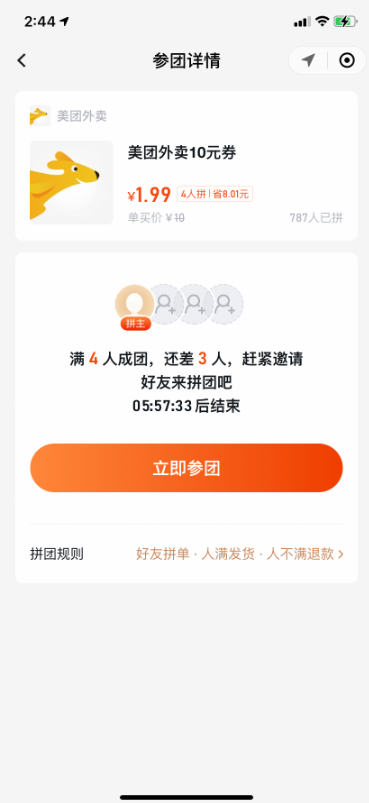 2:44
参团详情
美团外卖
美团外卖10元券
¥1.99 4人拼 | 省8.01元
单买价 ¥10 787人已拼
拼主
满 4 人成团，还差 3 人，赶紧邀请
好友来拼团吧
05:57:33 后结束
立即参团
拼团规则 好友拼单 · 人满发货 · 人不满退款